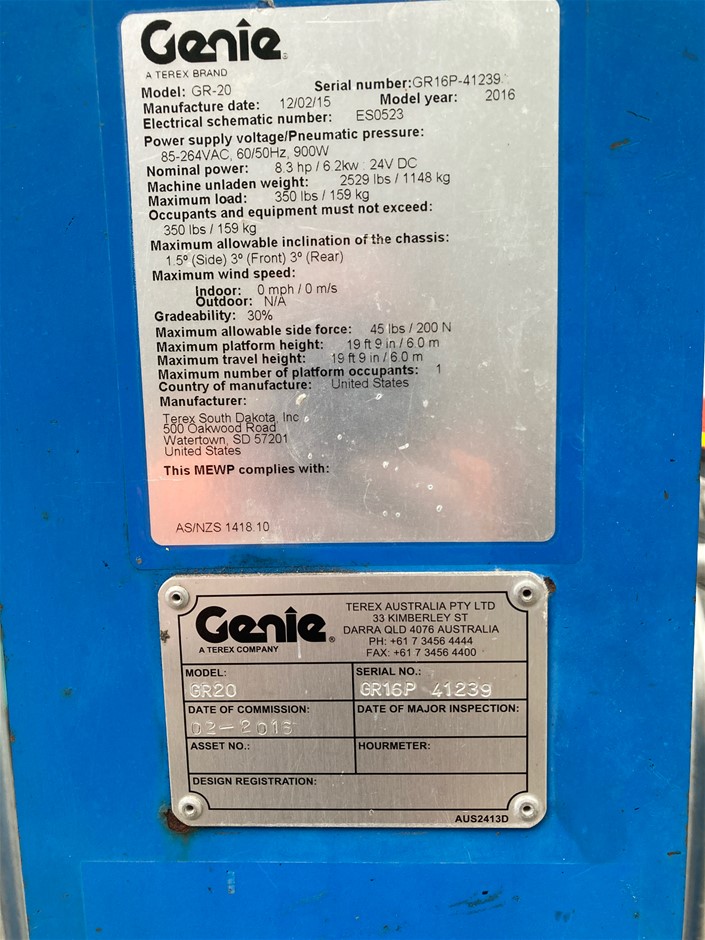 Genie
A TEREX BRAND
Model: GR-20 Serial number:GR16P-41239
Manufacture date: 12/02/15 Model year: 2016
Electrical schematic number: ES0523
Power supply voltage/Pneumatic pressure:
85-264VAC, 60/50Hz, 900W
Nominal power: 8.3 hp / 6.2kw 24V DC
Machine unladen weight: 2529 lbs / 1148 kg
Maximum load: 350 lbs / 159 kg
Occupants and equipment must not exceed:
350 lbs / 159 kg
Maximum allowable inclination of the chassis:
1.5º (Side) 3º (Front) 3º (Rear)
Maximum wind speed:
Indoor: 0 mph / 0 m/s
Outdoor: N/A
Gradeability: 30%
Maximum allowable side force: 45 lbs / 200 N
Maximum platform height: 19 ft 9 in / 6.0 m
Maximum travel height: 19 ft 9 in / 6.0 m
Maximum number of platform occupants: 1
Country of manufacture: United States
Manufacturer:
Terex South Dakota, Inc
500 Oakwood Road
Watertown, SD 57201
United States
This MEWP complies with:
AS/NZS 1418.10
Genie
A TEREX COMPANY
TEREX AUSTRALIA PTY LTD
33 KIMBERLEY ST
DARRA QLD 4076 AUSTRALIA
PH: +61 7 3456 4444
FAX: +61 7 3456 4400
MODEL: SERIAL NO.:
GR20 GR16P 41239
DATE OF COMMISSION: DATE OF MAJOR INSPECTION:
ASSET NO.: HOURMETER:
DESIGN REGISTRATION:
AUS2413D